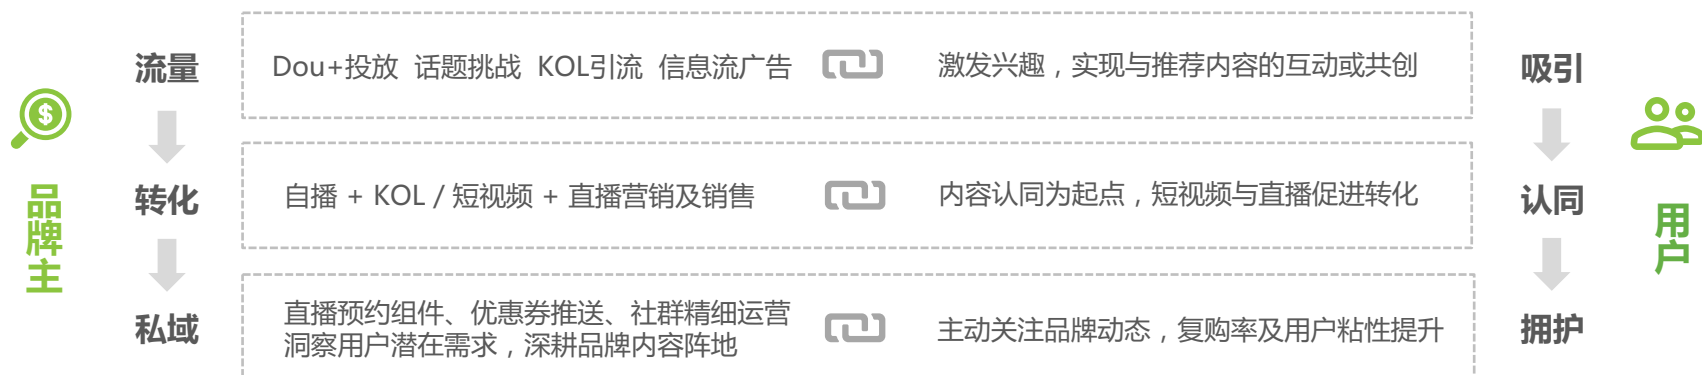 品牌主
流量
Dou+投放 话题挑战 KOL引流 信息流广告
激发兴趣，实现与推荐内容的互动或共创
吸引
转化
自播 + KOL / 短视频 + 直播营销及销售
内容认同为起点，短视频与直播促进转化
认同
私域
直播预约组件、优惠券推送、社群精细运营
洞察用户潜在需求，深耕品牌内容阵地
主动关注品牌动态，复购率及用户粘性提升
拥护
用户